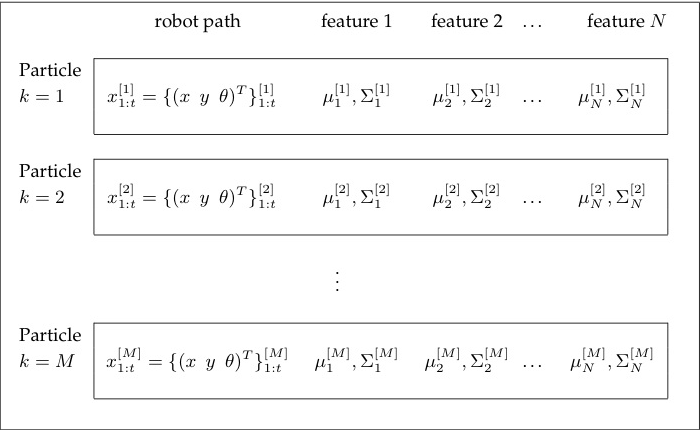 robot path feature 1 feature 2 … feature N
Particle
k = 1 x_{1:t}^{[1]} = {(x y θ)^T}_{1:t}^{[1]} μ_1^{[1]}, Σ_1^{[1]} μ_2^{[1]}, Σ_2^{[1]} … μ_N^{[1]}, Σ_N^{[1]}
Particle
k = 2 x_{1:t}^{[2]} = {(x y θ)^T}_{1:t}^{[2]} μ_1^{[2]}, Σ_1^{[2]} μ_2^{[2]}, Σ_2^{[2]} … μ_N^{[2]}, Σ_N^{[2]}
⋮
Particle
k = M x_{1:t}^{[M]} = {(x y θ)^T}_{1:t}^{[M]} μ_1^{[M]}, Σ_1^{[M]} μ_2^{[M]}, Σ_2^{[M]} … μ_N^{[M]}, Σ_N^{[M]}